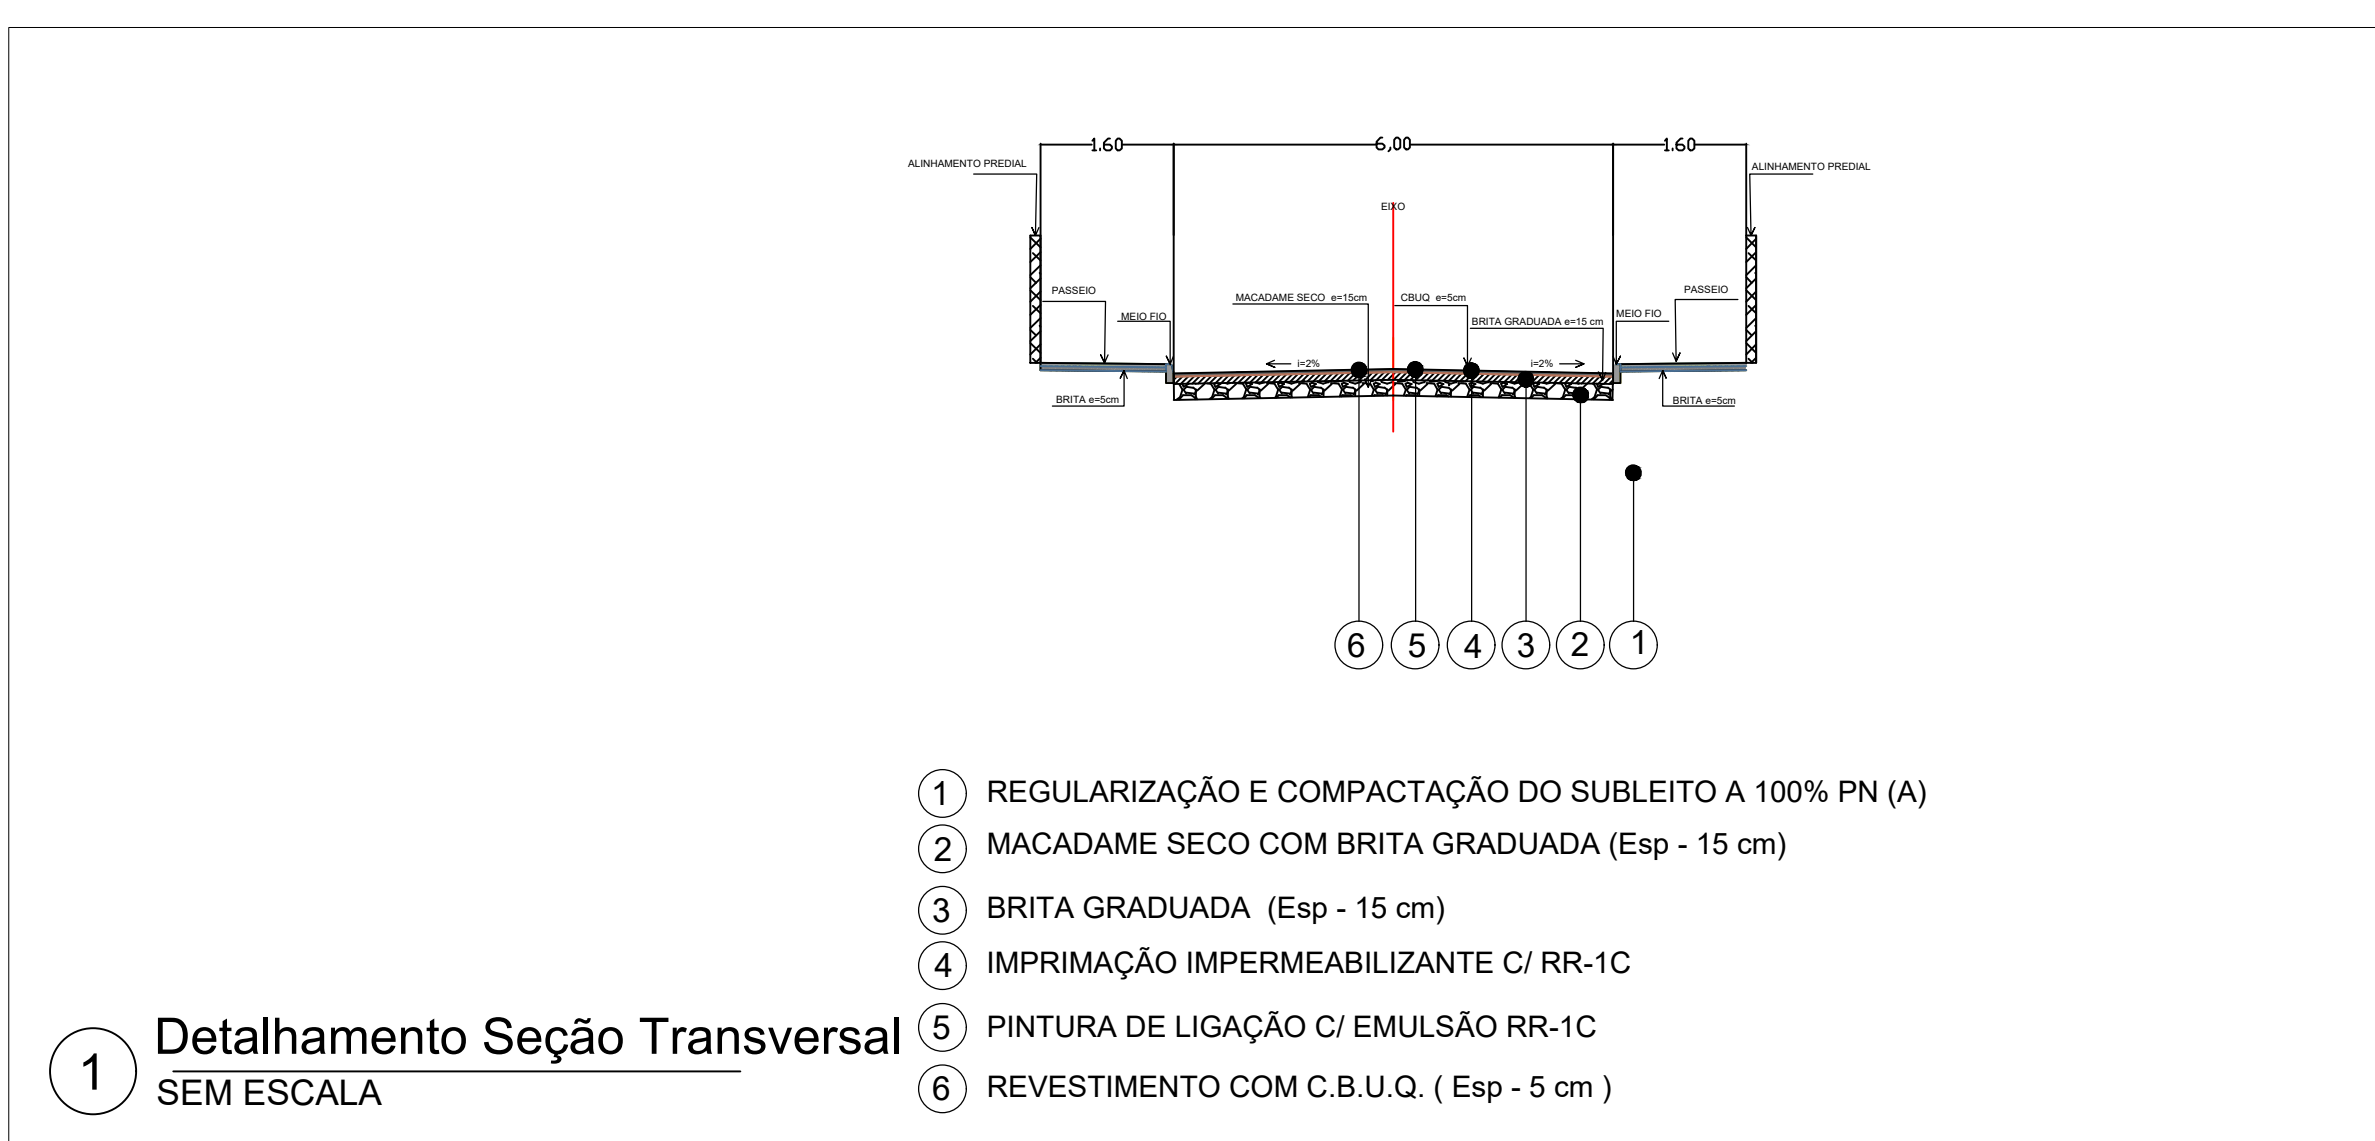 1.60
6,00
1.60
ALINHAMENTO PREDIAL
ALINHAMENTO PREDIAL
EIXO
PASSEIO
MACADAME SECO e=15cm
CBUQ e=5cm
PASSEIO
MEIO FIO
BRITA GRADUADA e=15 cm
MEIO FIO
i=2%
i=2%
BRITA e=5cm
BRITA e=5cm
6
5
4
3
2
1
1 REGULARIZAÇÃO E COMPACTAÇÃO DO SUBLEITO A 100% PN (A)
2 MACADAME SECO COM BRITA GRADUADA (Esp - 15 cm)
3 BRITA GRADUADA (Esp - 15 cm)
4 IMPRIMAÇÃO IMPERMEABILIZANTE C/ RR-1C
5 PINTURA DE LIGAÇÃO C/ EMULSÃO RR-1C
6 REVESTIMENTO COM C.B.U.Q. ( Esp - 5 cm )
1 Detalhamento Seção Transversal
SEM ESCALA